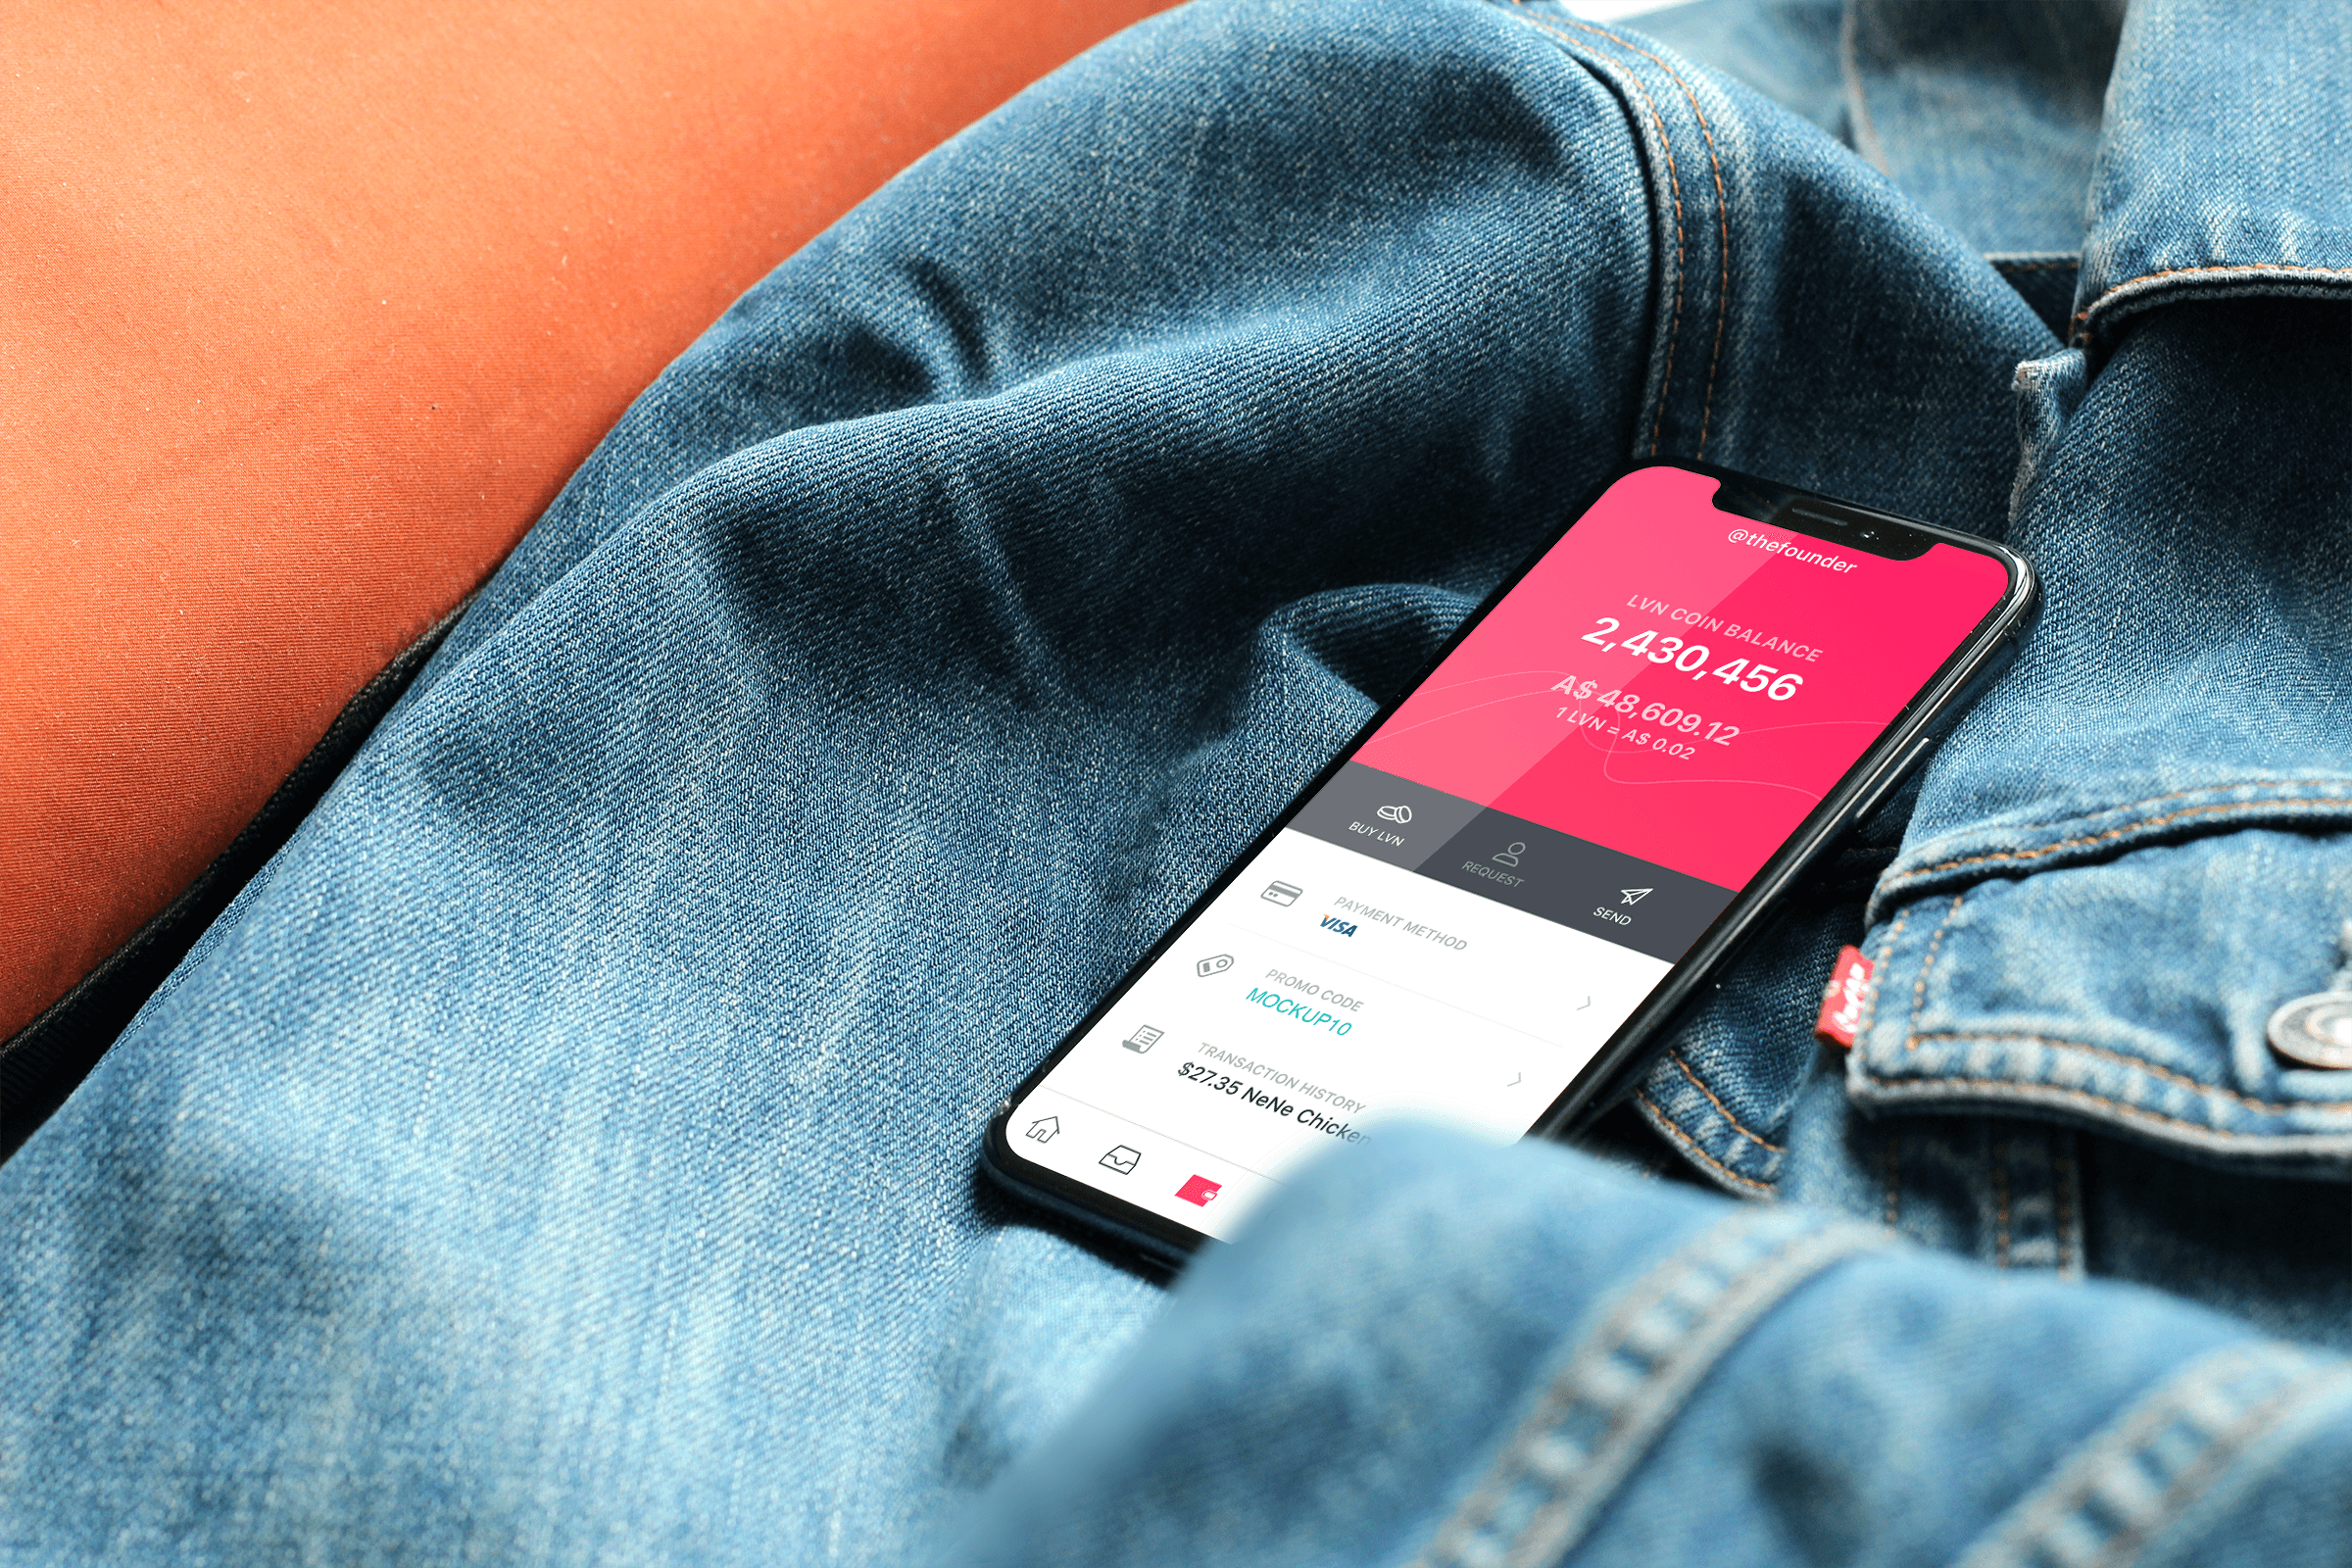 @thefounder
LVN COIN BALANCE
2,430,456
A$ 48,609.12
1 LVN = A$ 0.02
BUY LVN
REQUEST
SEND
PAYMENT METHOD
VISA
PROMO CODE
MOCKUP10
TRANSACTION HISTORY
$27.35 NeNe Chicken